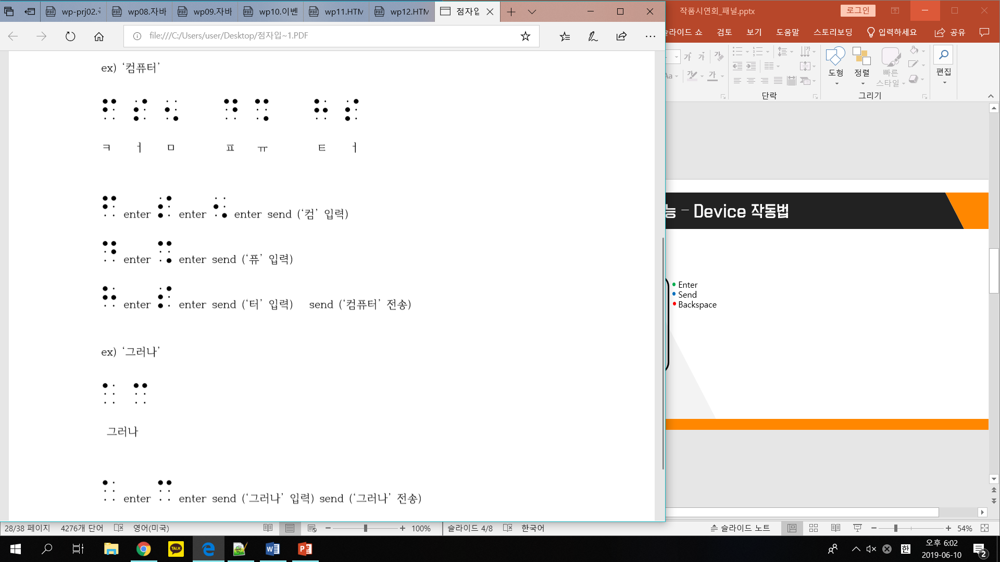 wp-prj02.
wp08.자바
wp09.자바
wp10.이벤
wp11.HTM
wp12.HTM
점자입
file:///C:/Users/user/Desktop/점자입~1.PDF
ex) ‘컴퓨터’
ㅋ ㅓ ㅁ ㅍ ㅠ ㅌ ㅓ
enter enter enter send (‘컴’ 입력)
enter enter send (‘퓨’ 입력)
enter enter send (‘터’ 입력) send (‘컴퓨터’ 전송)
ex) ‘그러나’
그러나
enter enter send (‘그러나’ 입력) send (‘그러나’ 전송)
작품시연회_패널.pptx
로그인
슬라이드 쇼 검토 보기 도움말 스토리보딩 입력하세요 공유
가 가 가
Aa 가 가
도형 정렬 빠른 스타일 편집
단락 그리기
능 – Device 작동법
Enter
Send
Backspace
28/38 페이지 4276개 단어 영어(미국) 100%
슬라이드 4/8 한국어 슬라이드 노트 54%
TALK
한
오후 6:02
2019-06-10
2